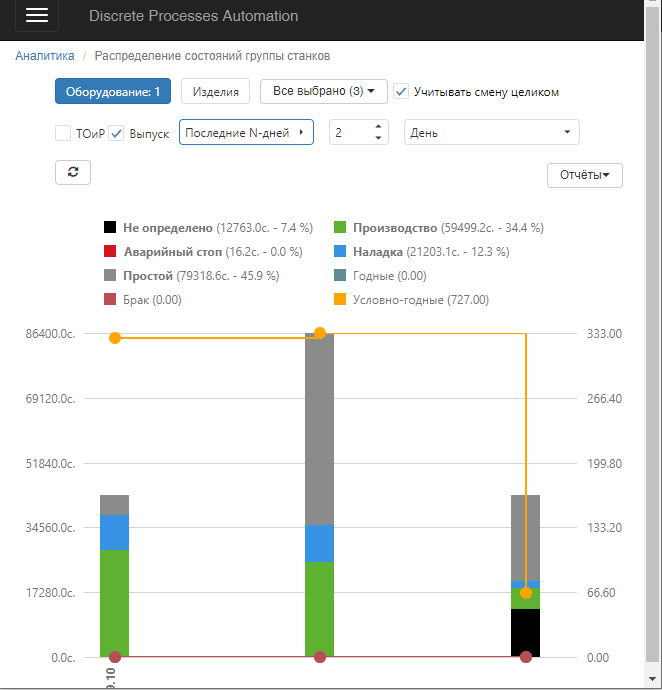 Discrete Processes Automation
Аналитика / Распределение состояний группы станков
Оборудование: 1 Изделия Все выбрано (3) Учитывать смену целиком
ТОиР Выпуск Последние N-дней 2 День
Отчёты
Не определено (12763.0с. - 7.4 %) Производство (59499.2с. - 34.4 %)
Аварийный стоп (16.2с. - 0.0 %) Наладка (21203.1с. - 12.3 %)
Простой (79318.6с. - 45.9 %) Годные (0.00)
Брак (0.00) Условно-годные (727.00)
86400.0с. 333.00
69120.0с. 266.40
51840.0с. 199.80
34560.0с. 133.20
17280.0с. 66.60
0.0с. 0.00
9.10